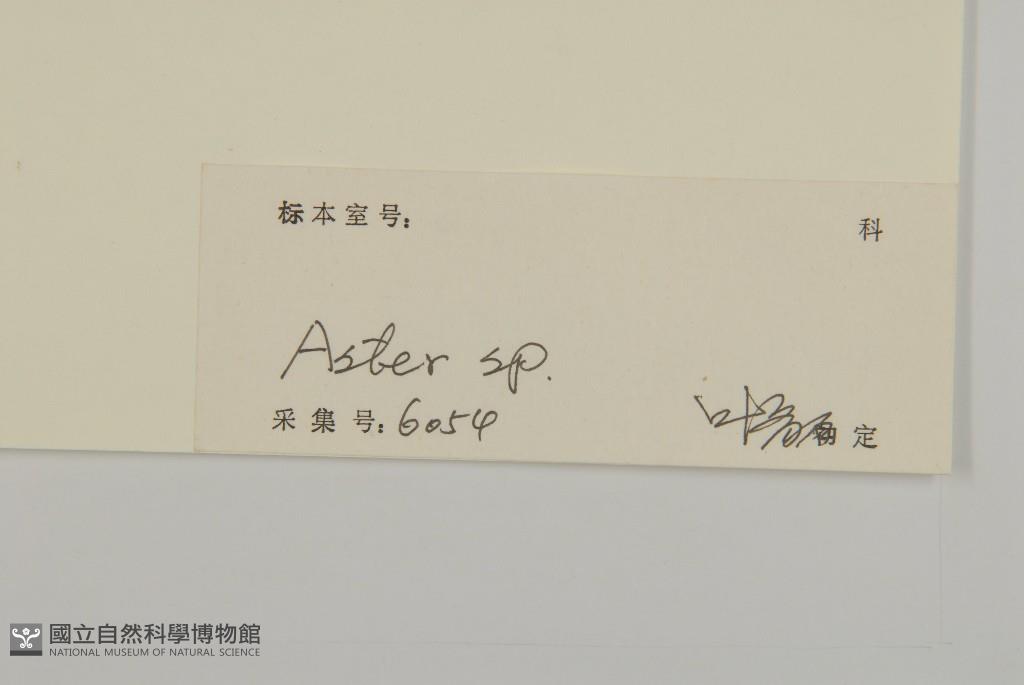 标本室号: 科
Aster sp.
采集号: 6054 叶 定
國立自然科學博物館
NATIONAL MUSEUM OF NATURAL SCIENCE